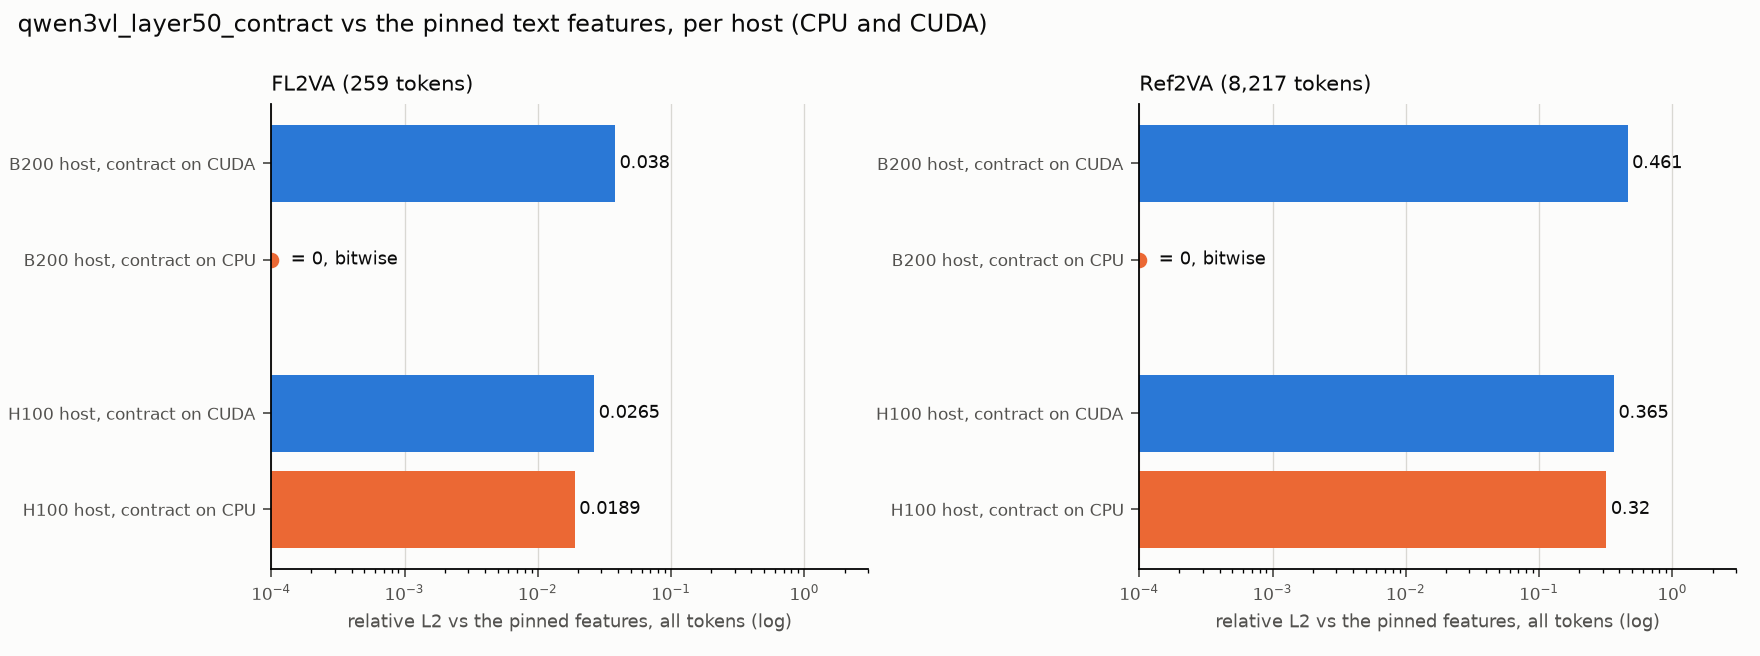 qwen3vl_layer50_contract vs the pinned text features, per host (CPU and CUDA)
FL2VA (259 tokens)
B200 host, contract on CUDA
0.038
B200 host, contract on CPU
= 0, bitwise
H100 host, contract on CUDA
0.0265
H100 host, contract on CPU
0.0189
10⁻⁴ 10⁻³ 10⁻² 10⁻¹ 10⁰
relative L2 vs the pinned features, all tokens (log)
Ref2VA (8,217 tokens)
B200 host, contract on CUDA
0.461
B200 host, contract on CPU
= 0, bitwise
H100 host, contract on CUDA
0.365
H100 host, contract on CPU
0.32
10⁻⁴ 10⁻³ 10⁻² 10⁻¹ 10⁰
relative L2 vs the pinned features, all tokens (log)